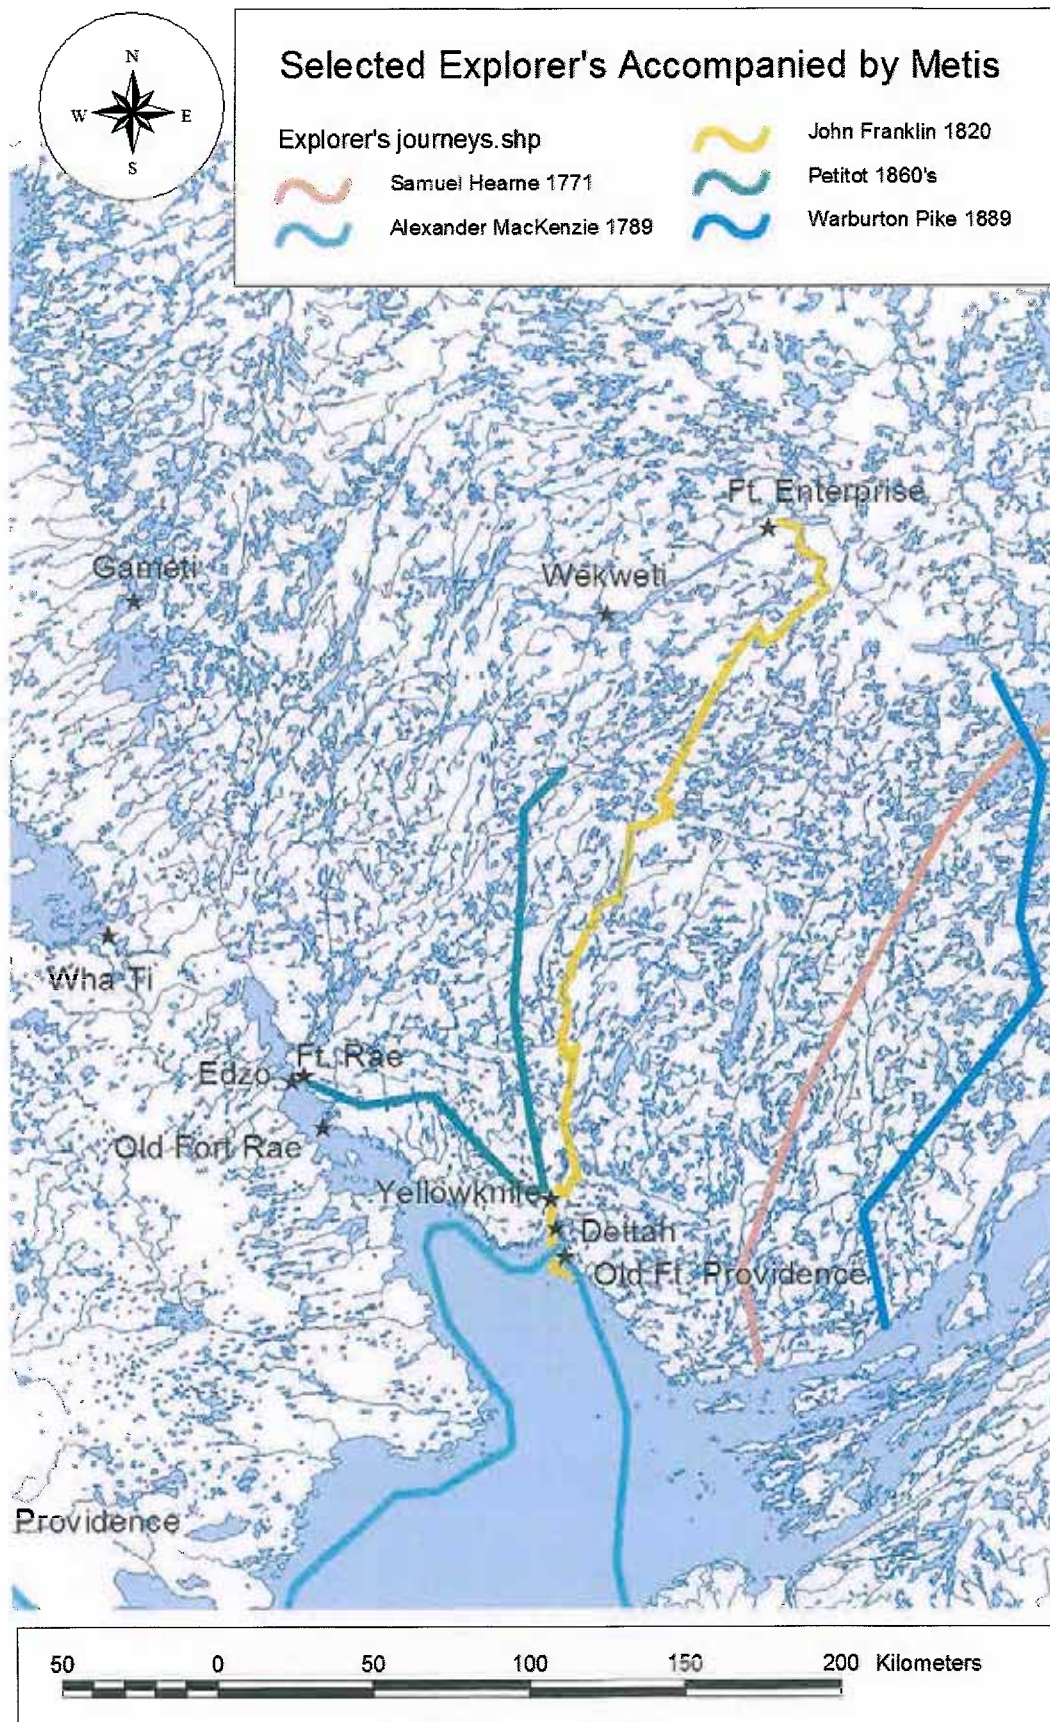 N
W E
S
Selected Explorer's Accompanied by Metis
Explorer's journeys.shp
Samuel Hearne 1771
Alexander MacKenzie 1789
John Franklin 1820
Petitot 1860's
Warburton Pike 1889
Ft. Enterprise
Gameti
Wekweti
Wha Ti
Ft. Rae
Edzo
Old Fort Rae
Yellowknife
Dettah
Old Ft. Providence
Providence
50 0 50 100 150 200 Kilometers